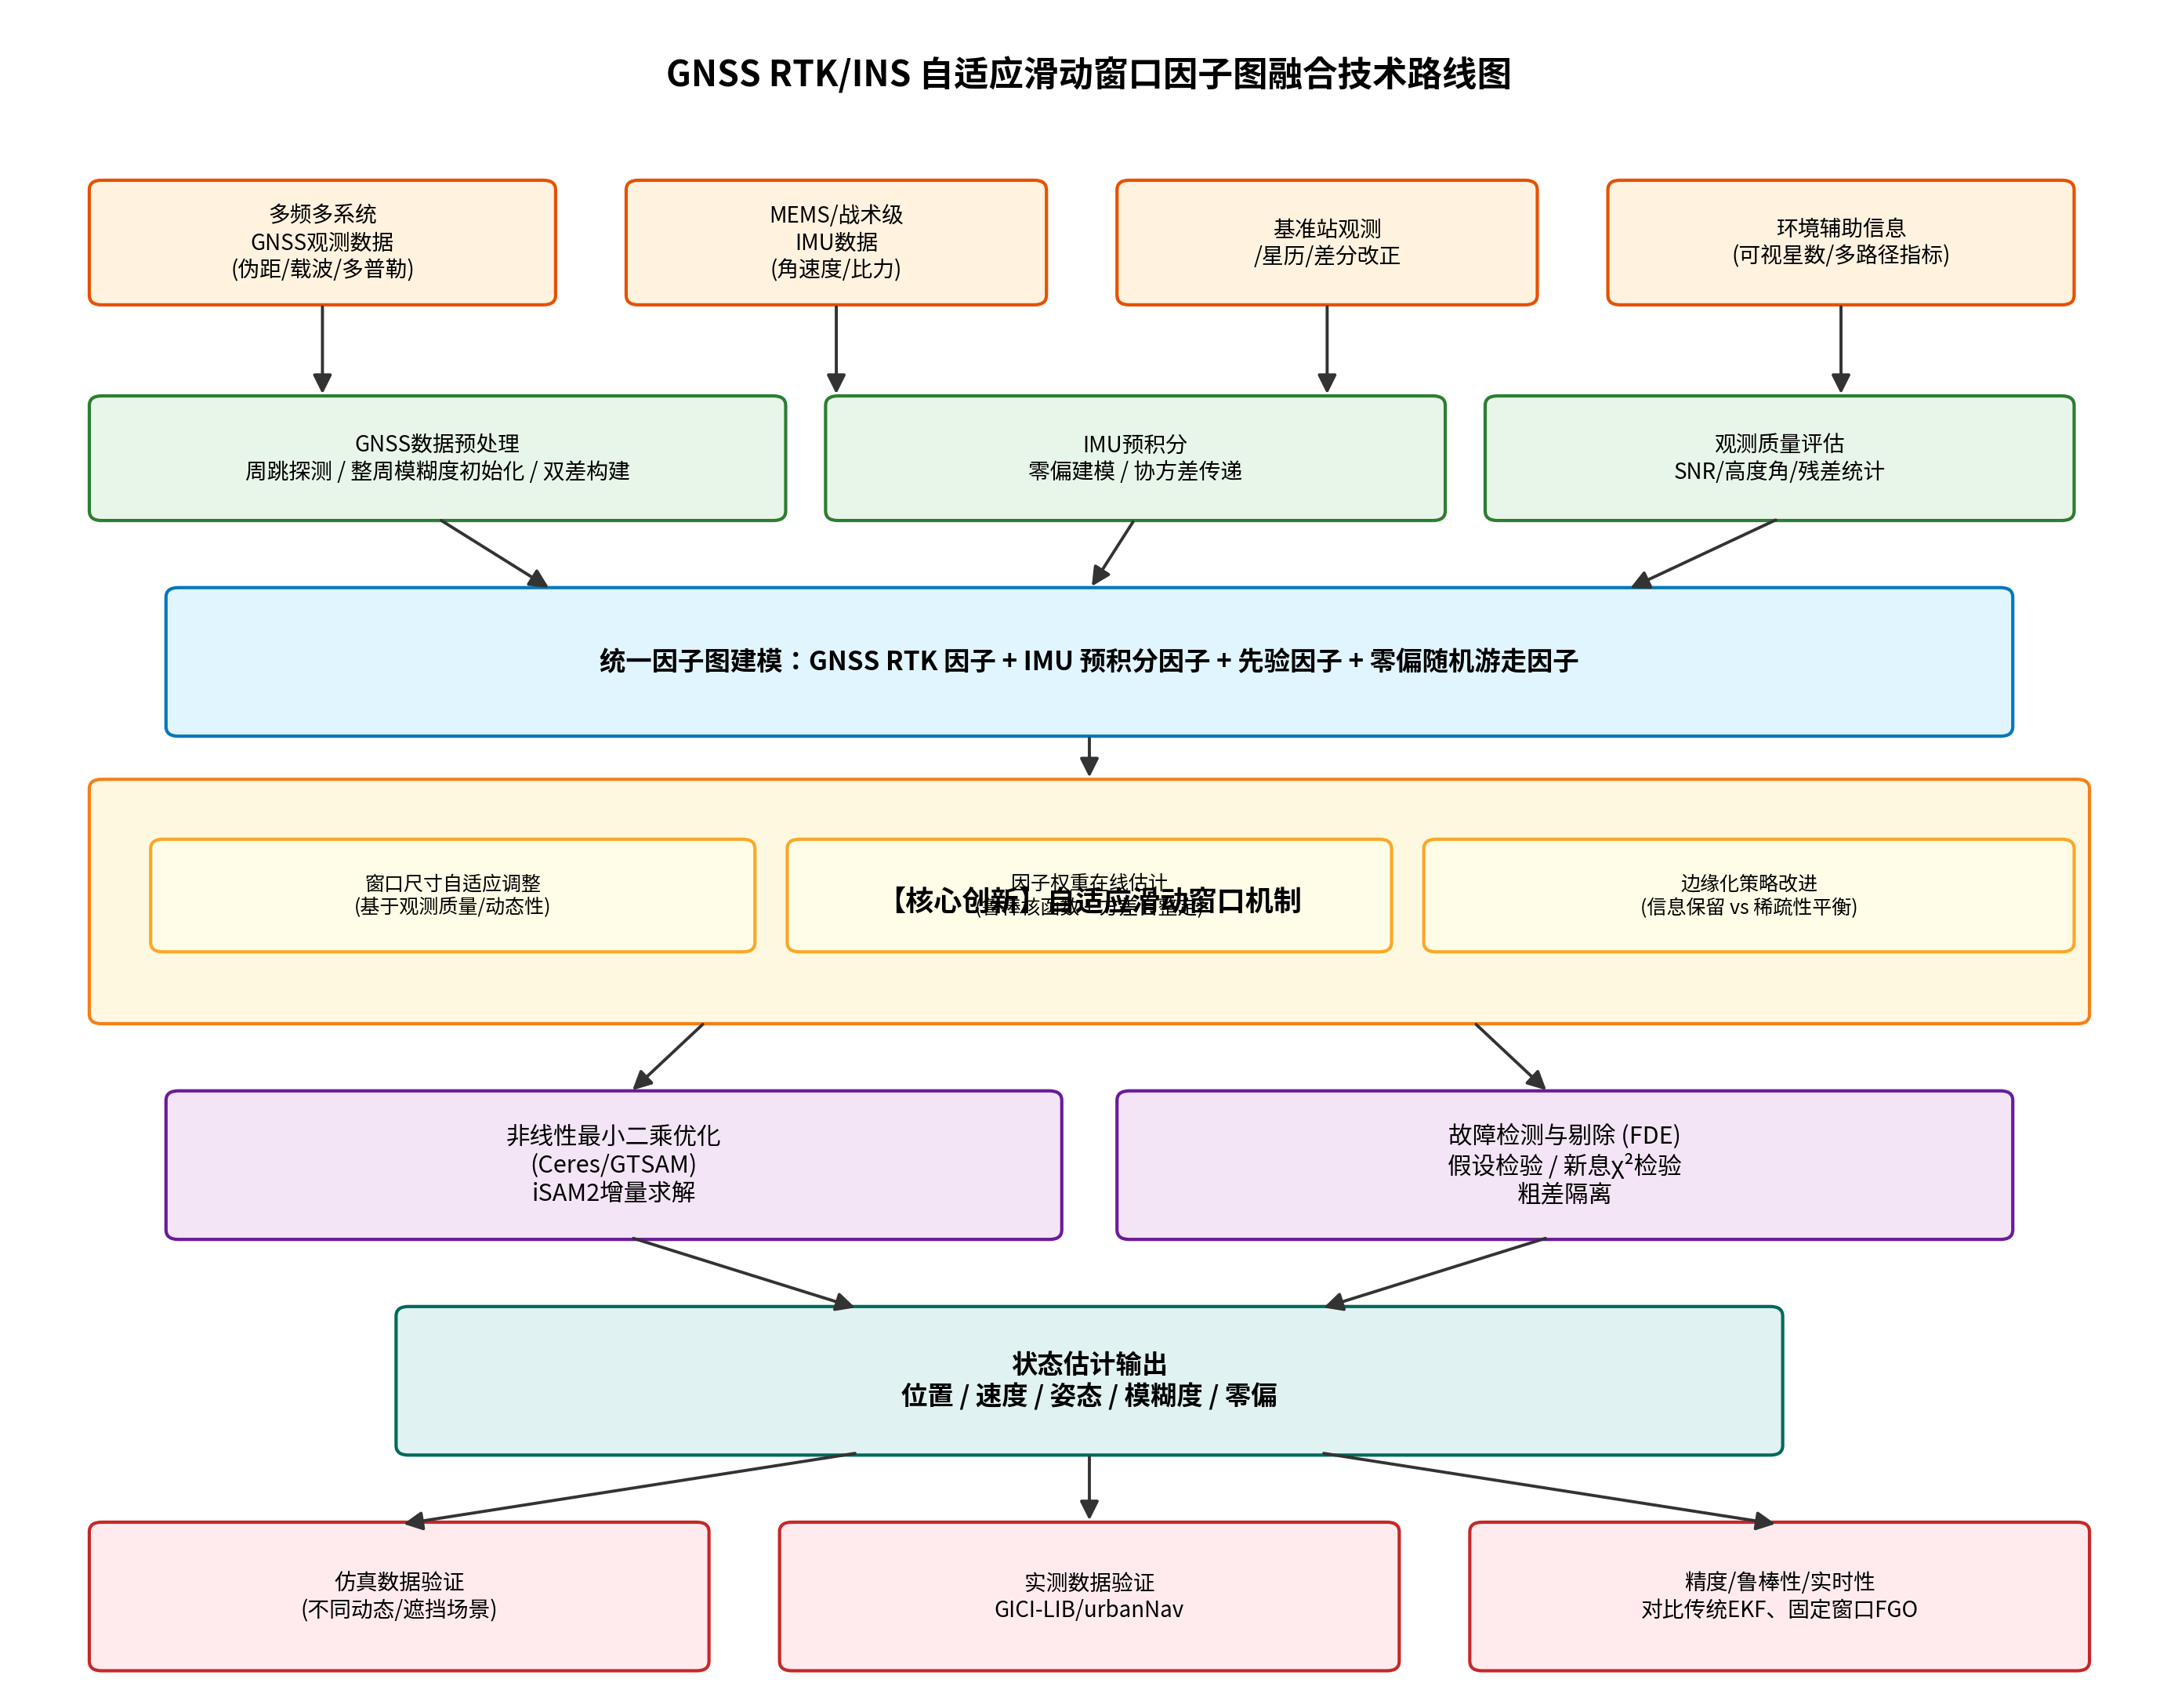 GNSS RTK/INS 自适应滑动窗口因子图融合技术路线图
多频多系统
GNSS观测数据
(伪距/载波/多普勒)
MEMS/战术级
IMU数据
(角速度/比力)
基准站观测
/星历/差分改正
环境辅助信息
(可视星数/多路径指标)
GNSS数据预处理
周跳探测 / 整周模糊度初始化 / 双差构建
IMU预积分
零偏建模 / 协方差传递
观测质量评估
SNR/高度角/残差统计
统一因子图建模：GNSS RTK 因子 + IMU 预积分因子 + 先验因子 + 零偏随机游走因子
【核心创新】自适应滑动窗口机制
窗口尺寸自适应调整
(基于观测质量/动态性)
因子权重在线估计
边缘化策略改进
(信息保留 vs 稀疏性平衡)
非线性最小二乘优化
(Ceres/GTSAM)
iSAM2增量求解
故障检测与剔除 (FDE)
假设检验 / 新息χ²检验
粗差隔离
状态估计输出
位置 / 速度 / 姿态 / 模糊度 / 零偏
仿真数据验证
(不同动态/遮挡场景)
实测数据验证
GICI-LIB/urbanNav
精度/鲁棒性/实时性
对比传统EKF、固定窗口FGO